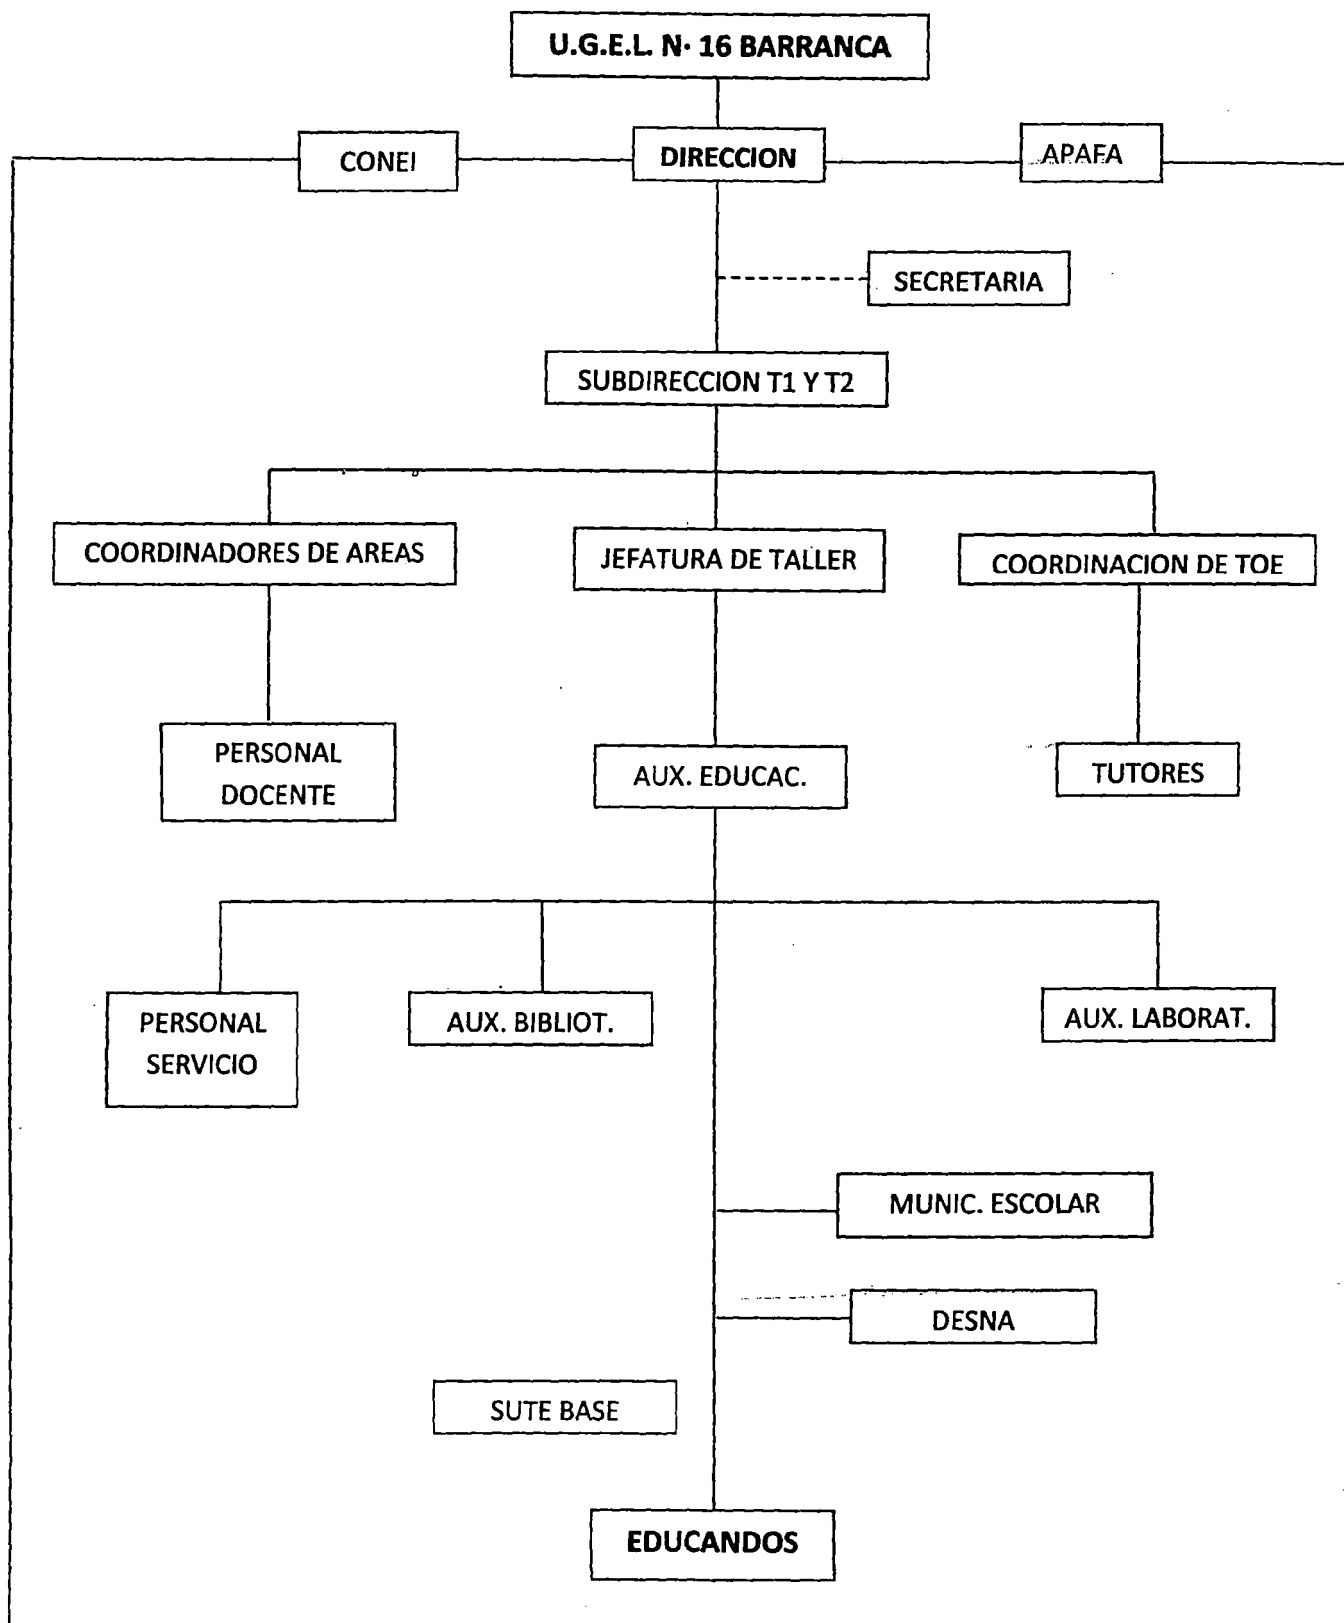 U.G.E.L. N· 16 BARRANCA
CONEI
DIRECCION
APAFA
SECRETARIA
SUBDIRECCION T1 Y T2
COORDINADORES DE AREAS
JEFATURA DE TALLER
COORDINACION DE TOE
PERSONAL
DOCENTE
AUX. EDUCAC.
TUTORES
PERSONAL
SERVICIO
AUX. BIBLIOT.
AUX. LABORAT.
MUNIC. ESCOLAR
DESNA
SUTE BASE
EDUCANDOS